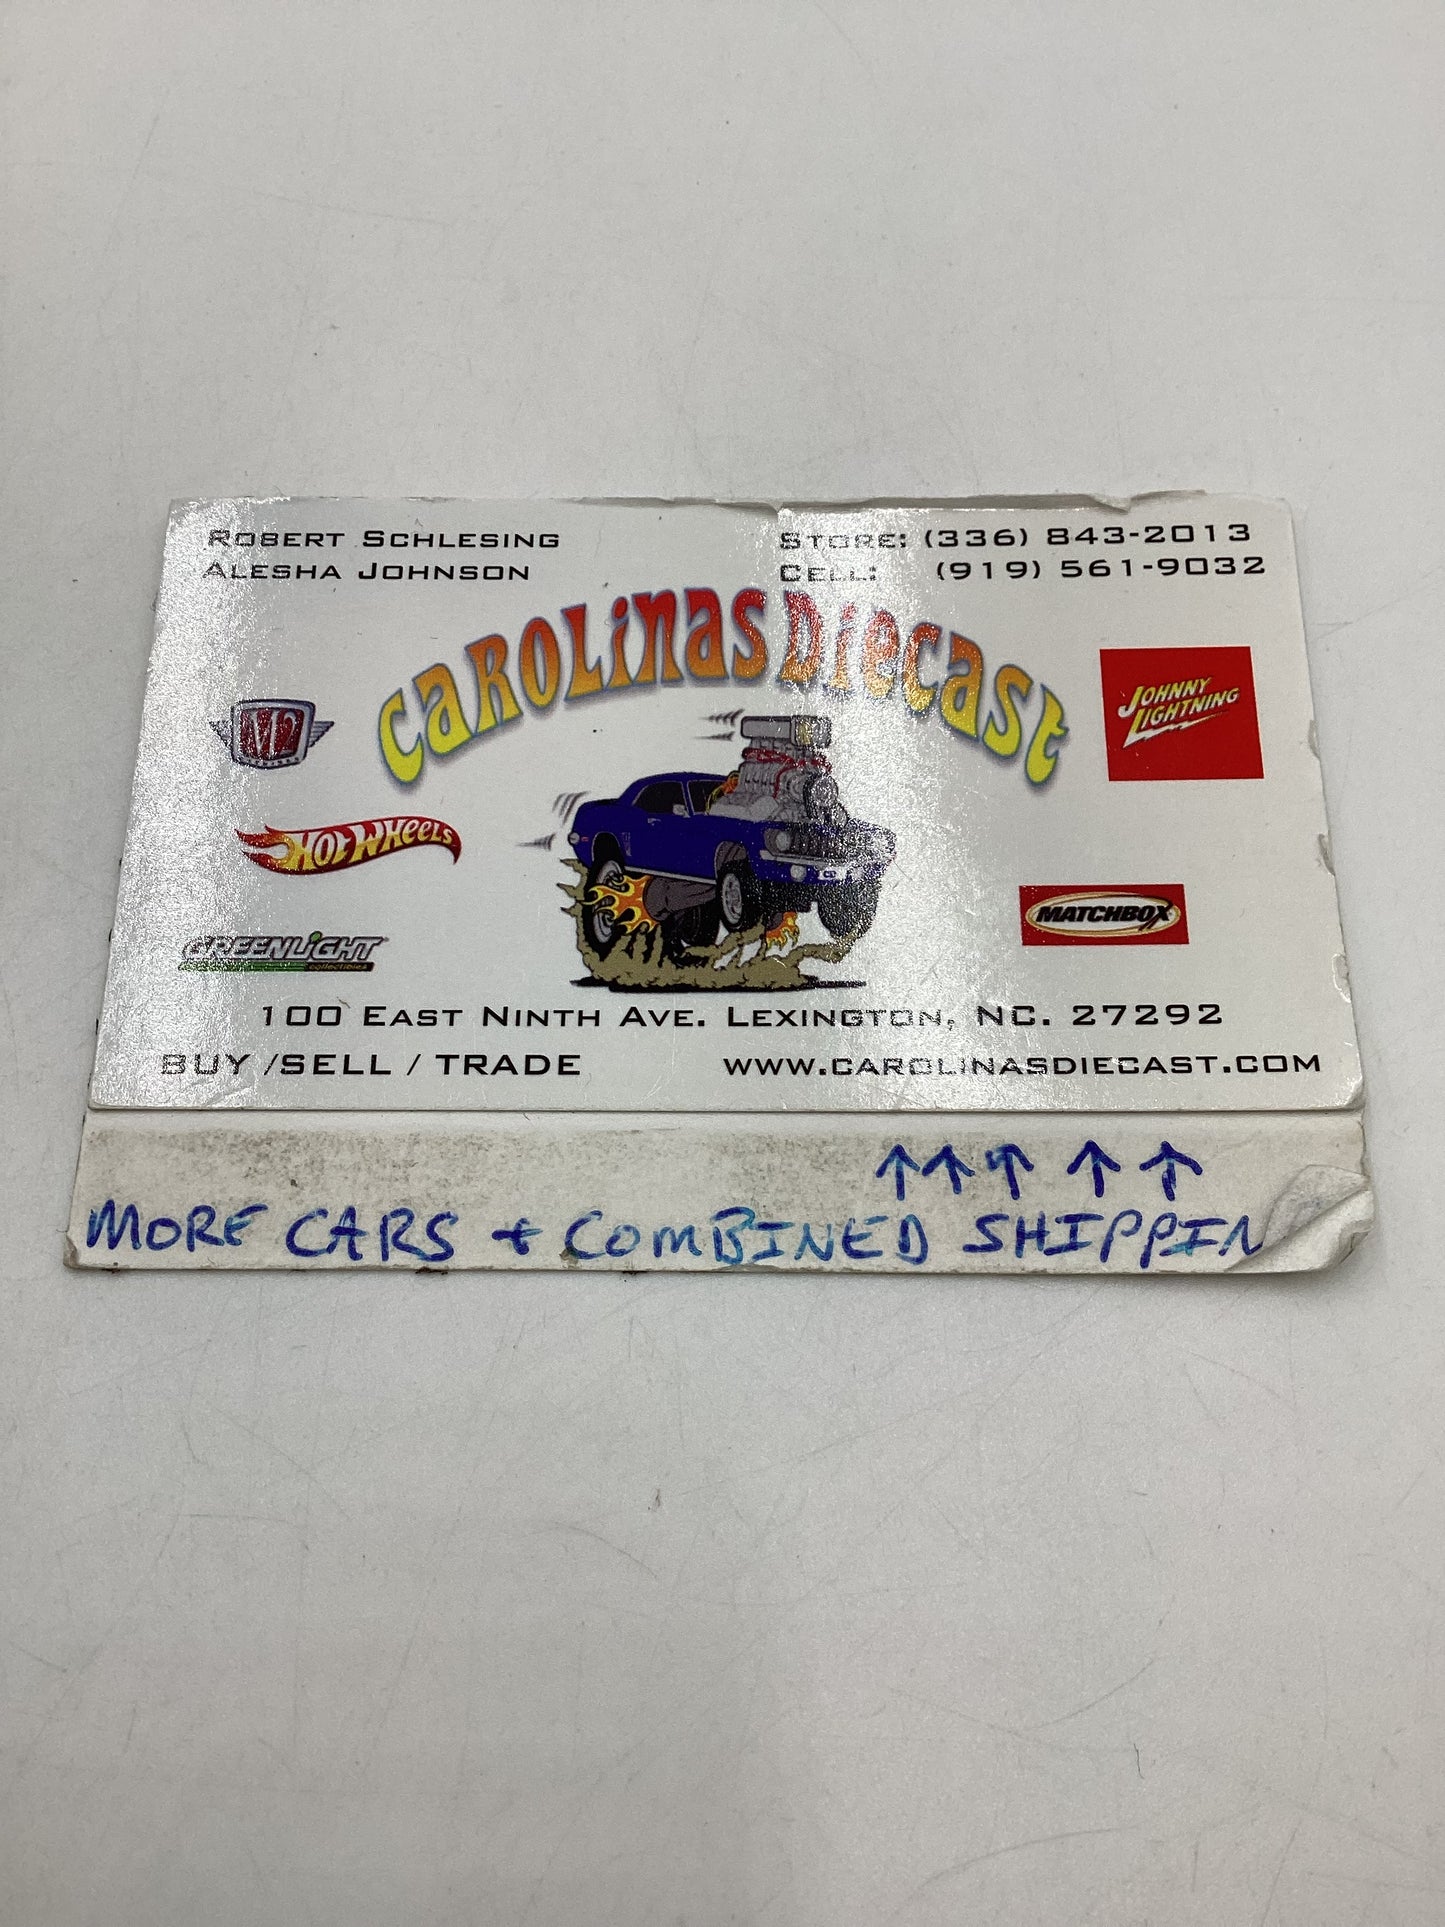 ROBERT SCHLESING
ALESHA JOHNSON
STORE: (336) 843-2013
CELL: (919) 561-9032
CAROLINAS DIECAST
M2
MACHINES
JOHNNY
LIGHTNING
HOT WHEELS
MATCHBOX
GREENLIGHT
collectibles
100 EAST NINTH AVE. LEXINGTON, NC. 27292
BUY /SELL / TRADE
WWW.CAROLINASDIECAST.COM
↑↑↑↑↑
MORE CARS + COMBINED SHIPPIN